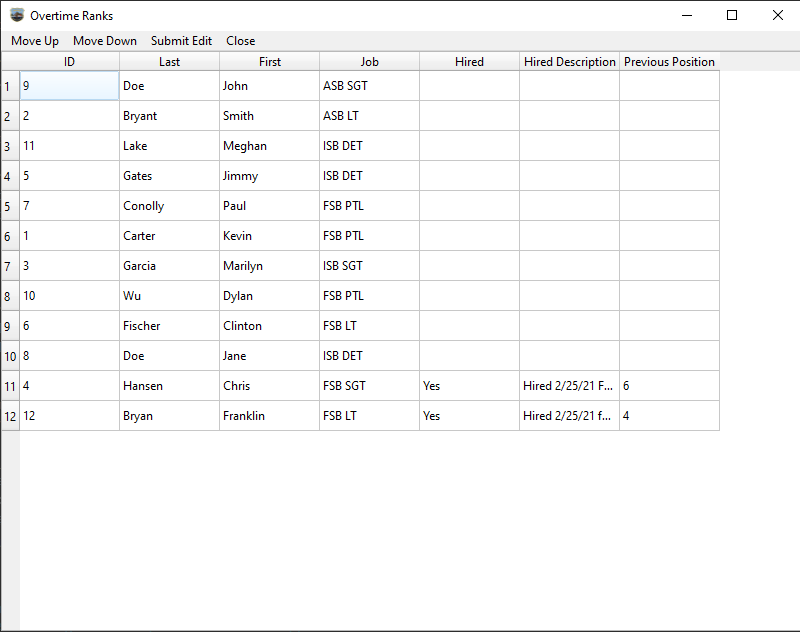 Overtime Ranks
Move Up Move Down Submit Edit Close
ID Last First Job Hired Hired Description Previous Position
1 9 Doe John ASB SGT
2 2 Bryant Smith ASB LT
3 11 Lake Meghan ISB DET
4 5 Gates Jimmy ISB DET
5 7 Conolly Paul FSB PTL
6 1 Carter Kevin FSB PTL
7 3 Garcia Marilyn ISB SGT
8 10 Wu Dylan FSB PTL
9 6 Fischer Clinton FSB LT
10 8 Doe Jane ISB DET
11 4 Hansen Chris FSB SGT Yes Hired 2/25/21 F... 6
12 12 Bryan Franklin FSB LT Yes Hired 2/25/21 f... 4